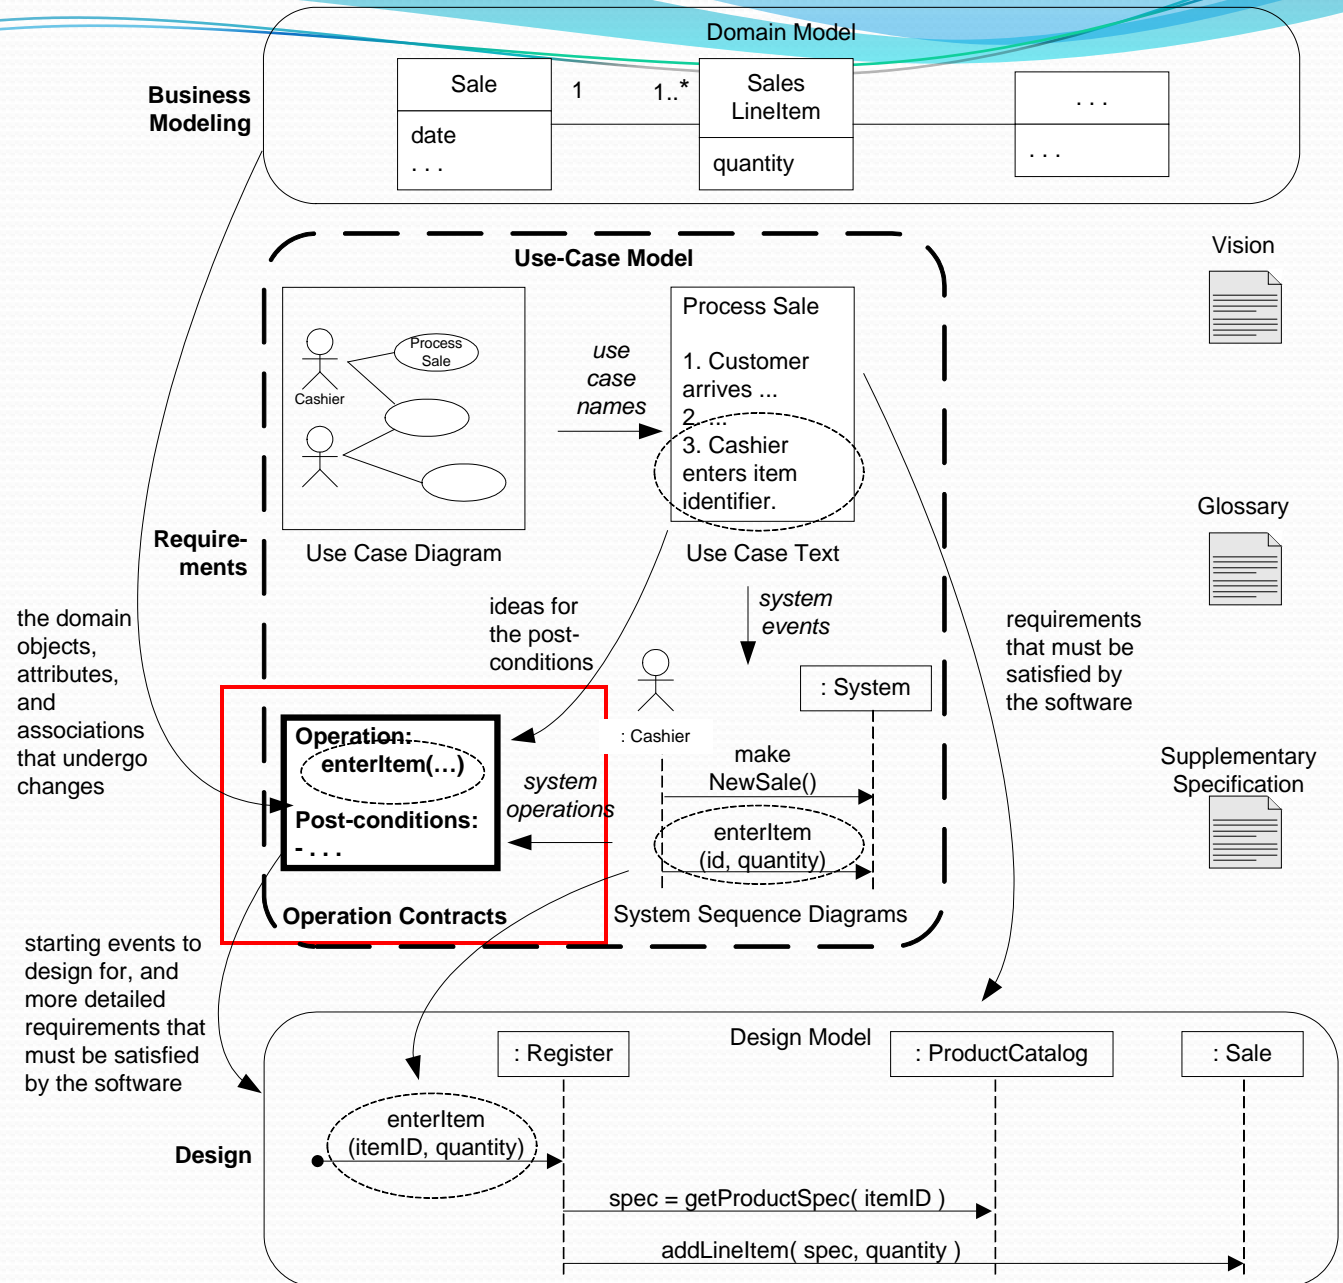 Domain Model
Business
Modeling
Sale
1
1..*
Sales
LineItem
. . .
date
. . .
quantity
. . .
Use-Case Model
Vision
Process
Sale
Cashier
use
case
names
Process Sale
1. Customer
arrives ...
2. ...
3. Cashier
enters item
identifier.
Glossary
Require-
ments
Use Case Diagram
Use Case Text
the domain
objects,
attributes,
and
associations
that undergo
changes
ideas for
the post-
conditions
system
events
requirements
that must be
satisfied by
the software
: System
: Cashier
Operation:
enterItem(…)
Post-conditions:
- . . .
system
operations
make
NewSale()
enterItem
(id, quantity)
Supplementary
Specification
Operation Contracts
System Sequence Diagrams
starting events to
design for, and
more detailed
requirements that
must be satisfied
by the software
Design Model
: Register
: ProductCatalog
: Sale
Design
enterItem
(itemID, quantity)
spec = getProductSpec( itemID )
addLineItem( spec, quantity )